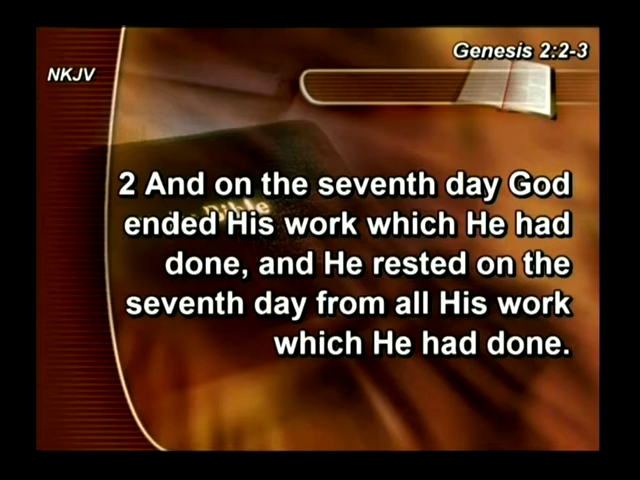 Genesis 2:2-3
NKJV
2 And on the seventh day God
ended His work which He had
done, and He rested on the
seventh day from all His work
which He had done.
Bible